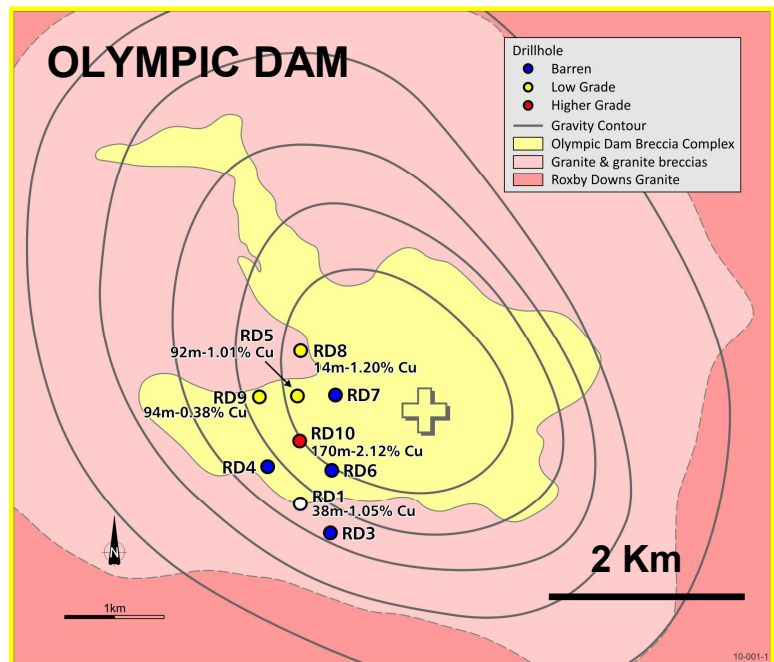 OLYMPIC DAM
Drillhole
Barren
Low Grade
Higher Grade
Gravity Contour
Olympic Dam Breccia Complex
Granite & granite breccias
Roxby Downs Granite
RD5
92m-1.01% Cu
RD8
14m-1.20% Cu
RD9
94m-0.38% Cu
RD7
RD10
170m-2.12% Cu
RD4
RD6
RD1
38m-1.05% Cu
RD3
N
1km
2 Km
10-001-1